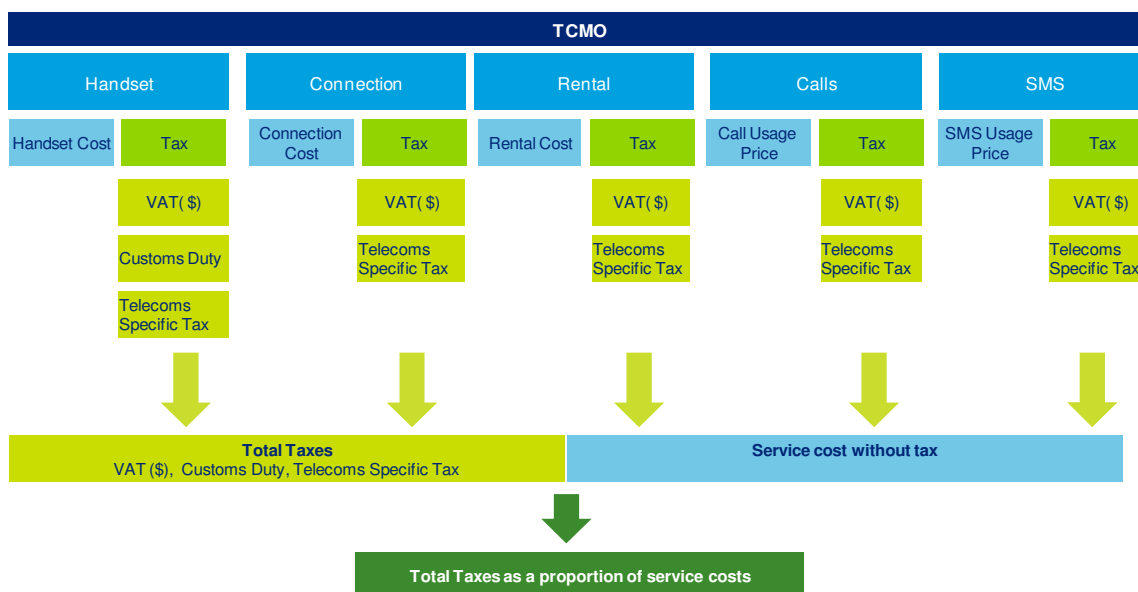 TCMO
Handset
Connection
Rental
Calls
SMS
Handset Cost
Tax
Connection
Cost
Tax
Rental Cost
Tax
Call Usage
Price
Tax
SMS Usage
Price
Tax
VAT( $)
VAT( $)
VAT( $)
VAT( $)
VAT( $)
Customs Duty
Telecoms
Specific Tax
Telecoms
Specific Tax
Telecoms
Specific Tax
Telecoms
Specific Tax
Telecoms
Specific Tax
Total Taxes
VAT ($), Customs Duty, Telecoms Specific Tax
Service cost without tax
Total Taxes as a proportion of service costs